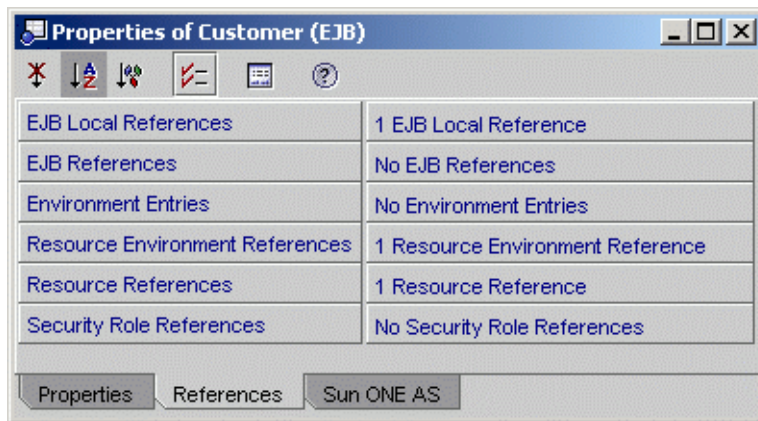 Properties of Customer (EJB)
EJB Local References 1 EJB Local Reference
EJB References No EJB References
Environment Entries No Environment Entries
Resource Environment References 1 Resource Environment Reference
Resource References 1 Resource Reference
Security Role References No Security Role References
Properties References Sun ONE AS